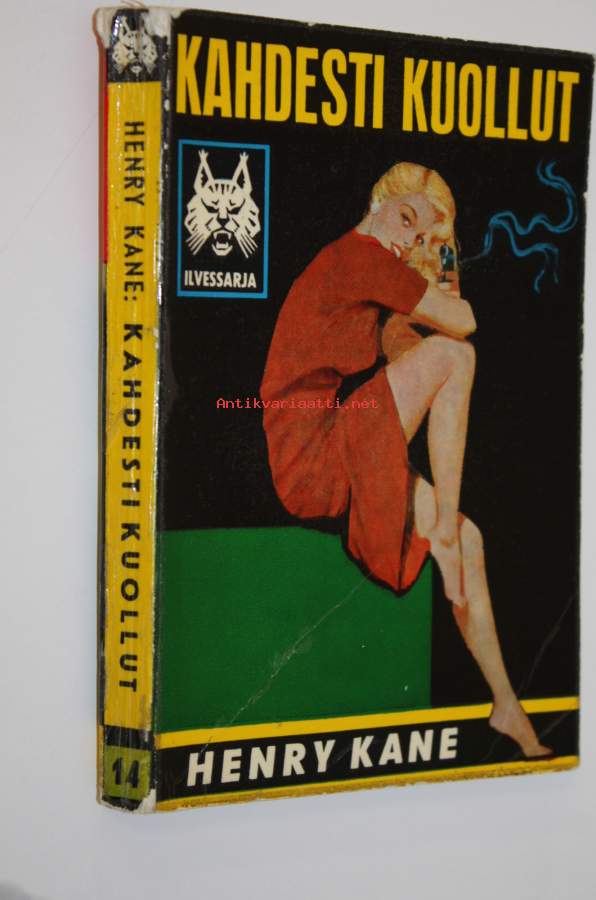 KAHDESTI KUOLLUT
ILVESSARJA
HENRY KANE
HENRY KANE: KAHDESTI KUOLLUT
14
Antikvariaatti.net